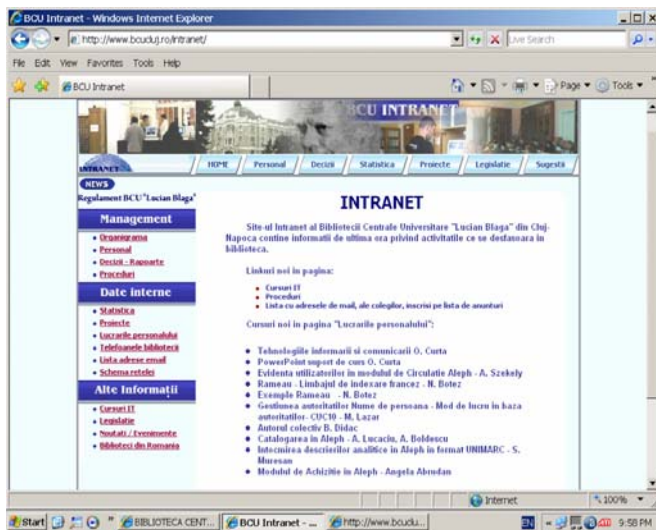 BCU Intranet - Windows Internet Explorer
http://www.bcucluj.ro/intranet/
Live Search
File Edit View Favorites Tools Help
BCU Intranet
Page Tools
BCU INTRANET
INTRANET
HOME Personal Decizii Statistica Proiecte Legislatie Sugestii
NEWS
Regulament BCU "Lucian Blaga"
Management
Organigrama
Personal
Decizii - Rapoarte
Proceduri
Date interne
Statistica
Proiecte
Lucrarile personalului
Telefoanele bibliotecii
Lista adrese email
Schema retelei
Alte Informații
Cursuri IT
Legislatie
Noutati / Evenimente
Biblioteci din Romania
INTRANET
Site-ul Intranet al Bibliotecii Centrale Universitare "Lucian Blaga" din Cluj-
Napoca contine informatii de ultima ora privind activitatile ce se desfasoara in
biblioteca.
Linkuri noi in pagina:
Cursuri IT
Proceduri
Lista cu adresele de mail, ale colegilor, inscrisi pe lista de anunturi
Cursuri noi in pagina "Lucrarile personalului":
Tehnologiile informarii si comunicarii O. Curta
PowerPoint suport de curs O. Curta
Evidenta utilizatorilor in modulul de Circulatie Aleph - A. Szekely
Rameau - Limbajul de indexare francez - N. Botez
Exemple Rameau - N. Botez
Gestiunea autoritatilor Nume de persoana - Mod de lucru in baza
autoritatilor- CUC10 - M. Lazar
Autorul colectiv B. Didac
Catalogarea in Aleph - A. Lucaciu, A. Boldescu
Intocmirea descrierilor analitice in Aleph in format UNIMARC - S.
Muresan
Modulul de Achizitie in Aleph - Angela Abrudan
Internet 100%
Start BIBLIOTECA CENT... BCU Intranet - ... http://www.bcuclu... EN 9:58 PM